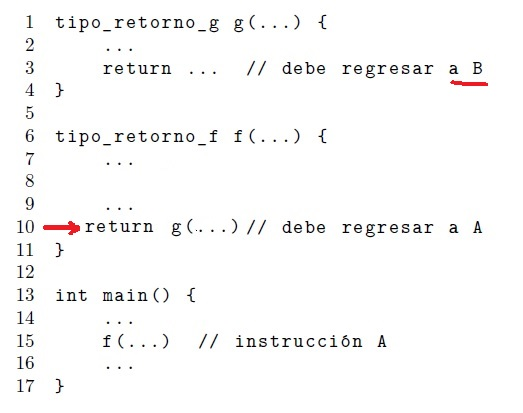 1 tipo_retorno_g g(...) {
2 ...
3 return ... // debe regresar a B
4 }
5
6 tipo_retorno_f f(...) {
7 ...
8
9 ...
10 return g(...) // debe regresar a A
11 }
12
13 int main() {
14 ...
15 f(...) // instrucción A
16 ...
17 }